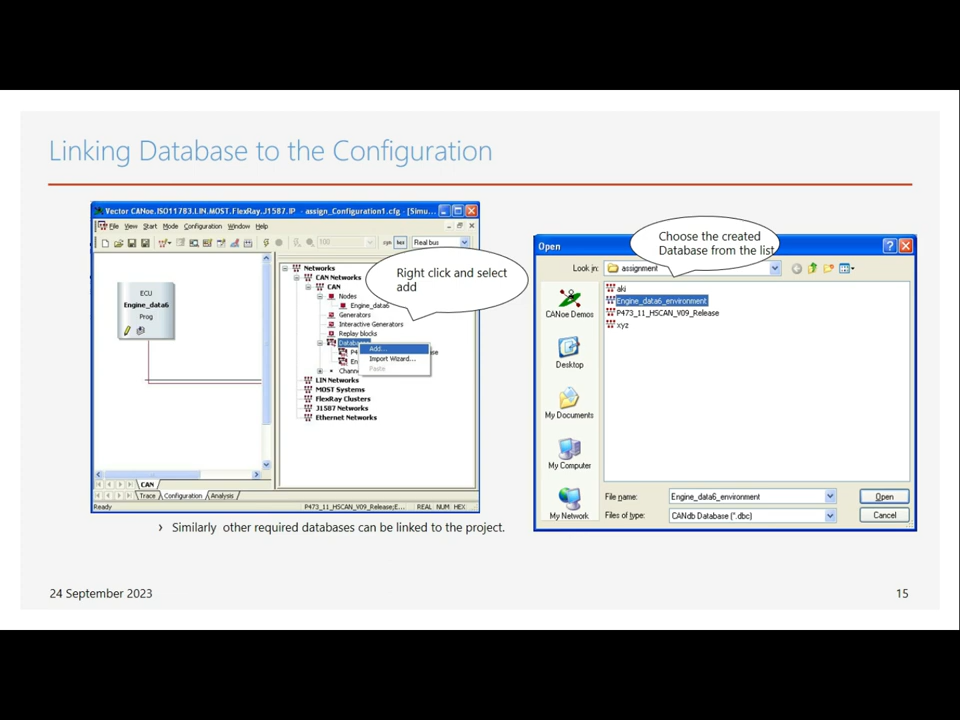 Linking Database to the Configuration
Vector CANoe.ISO11783.LIN.MOST.FlexRay.J1587.IP - assign_Configuration1.cfg - [Simu...
File View Start Mode Configuration Window Help
100
sym
hex
Real bus
ECU
Engine_data6
Prog
Networks
CAN Networks
CAN
Nodes
Engine_data6
Generators
Interactive Generators
Replay blocks
Databases
Add...
Import Wizard...
Paste
LIN Networks
MOST Systems
FlexRay Clusters
J1587 Networks
Ethernet Networks
Right click and select
add
CAN
Trace Configuration Analysis
Ready P473_11_HSCAN_V09_Release;E... REAL NUM HEX
Open
Choose the created
Database from the list
Look in: assignment
aki
Engine_data6_environment
P473_11_HSCAN_V09_Release
xyz
CANoe Demos
Desktop
My Documents
My Computer
My Network
File name: Engine_data6_environment Open
Files of type: CANdb Database (*.dbc) Cancel
› Similarly other required databases can be linked to the project.
24 September 2023
15